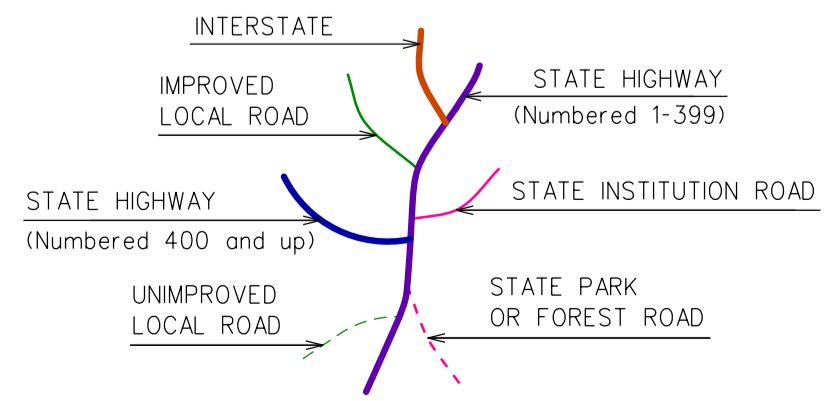 INTERSTATE
STATE HIGHWAY
(Numbered 1-399)
IMPROVED
LOCAL ROAD
STATE INSTITUTION ROAD
STATE HIGHWAY
(Numbered 400 and up)
STATE PARK
OR FOREST ROAD
UNIMPROVED
LOCAL ROAD